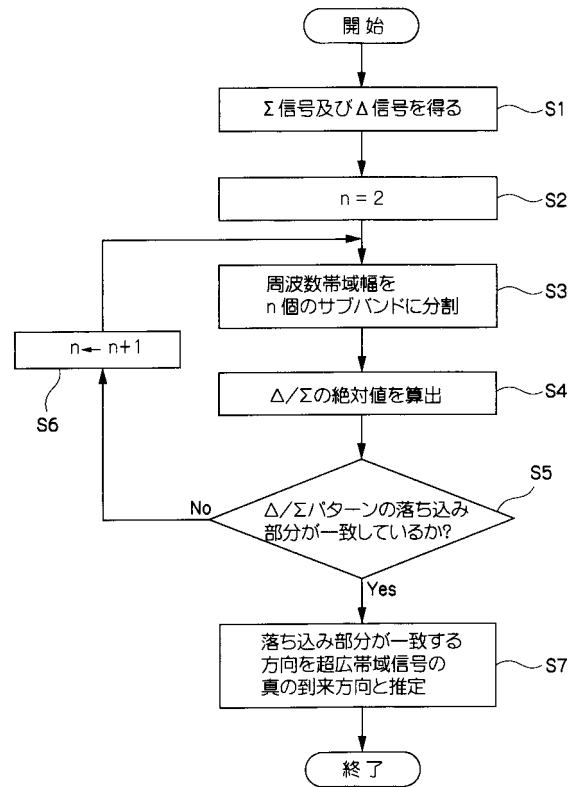 開始
Σ信号及びΔ信号を得る
S1
n = 2
S2
周波数帯域幅を
n個のサブバンドに分割
S3
n ← n+1
S6
Δ/Σの絶対値を算出
S4
Δ/Σパターンの落ち込み
部分が一致しているか?
S5
No
Yes
落ち込み部分が一致する
方向を超広帯域信号の
真の到来方向と推定
S7
終了